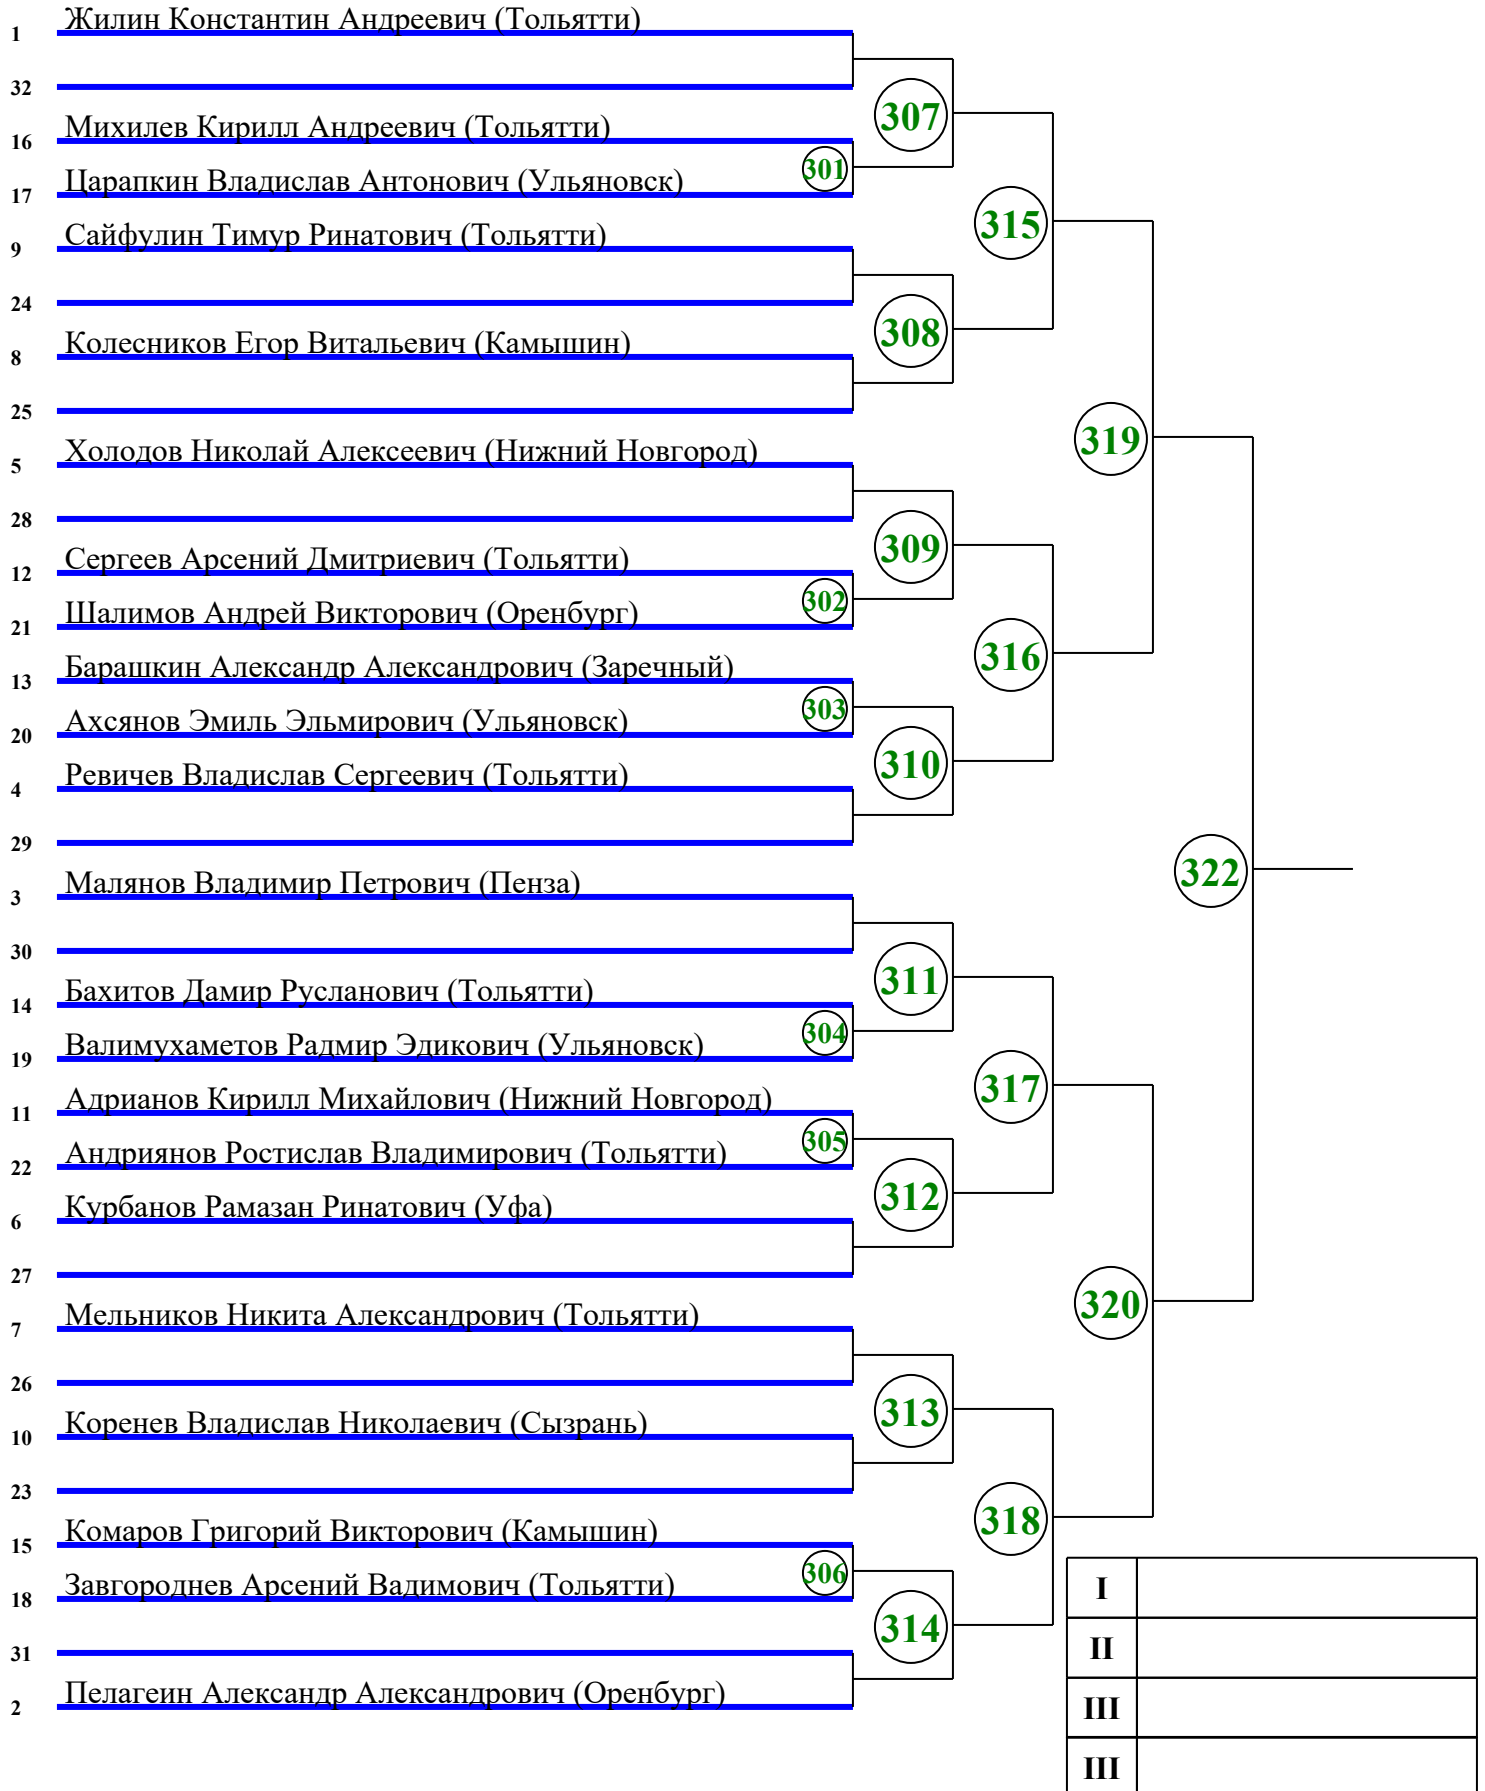 Жилин Константин Андреевич (Тольятти)
1
32
307
Михилев Кирилл Андреевич (Тольятти)
16
301
Царапкин Владислав Антонович (Ульяновск)
17
315
Сайфулин Тимур Ринатович (Тольятти)
9
24
308
Колесников Егор Витальевич (Камышин)
8
25
319
Холодов Николай Алексеевич (Нижний Новгород)
5
28
309
Сергеев Арсений Дмитриевич (Тольятти)
12
302
Шалимов Андрей Викторович (Оренбург)
21
316
Барашкин Александр Александрович (Заречный)
13
303
Ахсянов Эмиль Эльмирович (Ульяновск)
20
310
Ревичев Владислав Сергеевич (Тольятти)
4
29
322
Малянов Владимир Петрович (Пенза)
3
30
311
Бахитов Дамир Русланович (Тольятти)
14
304
Валимухаметов Радмир Эдикович (Ульяновск)
19
317
Адрианов Кирилл Михайлович (Нижний Новгород)
11
305
Андриянов Ростислав Владимирович (Тольятти)
22
312
Курбанов Рамазан Ринатович (Уфа)
6
27
320
Мельников Никита Александрович (Тольятти)
7
26
313
Коренев Владислав Николаевич (Сызрань)
10
23
318
Комаров Григорий Викторович (Камышин)
15
306
Завгороднев Арсений Вадимович (Тольятти)
18
314
31
Пелагеин Александр Александрович (Оренбург)
2
I
II
III
III